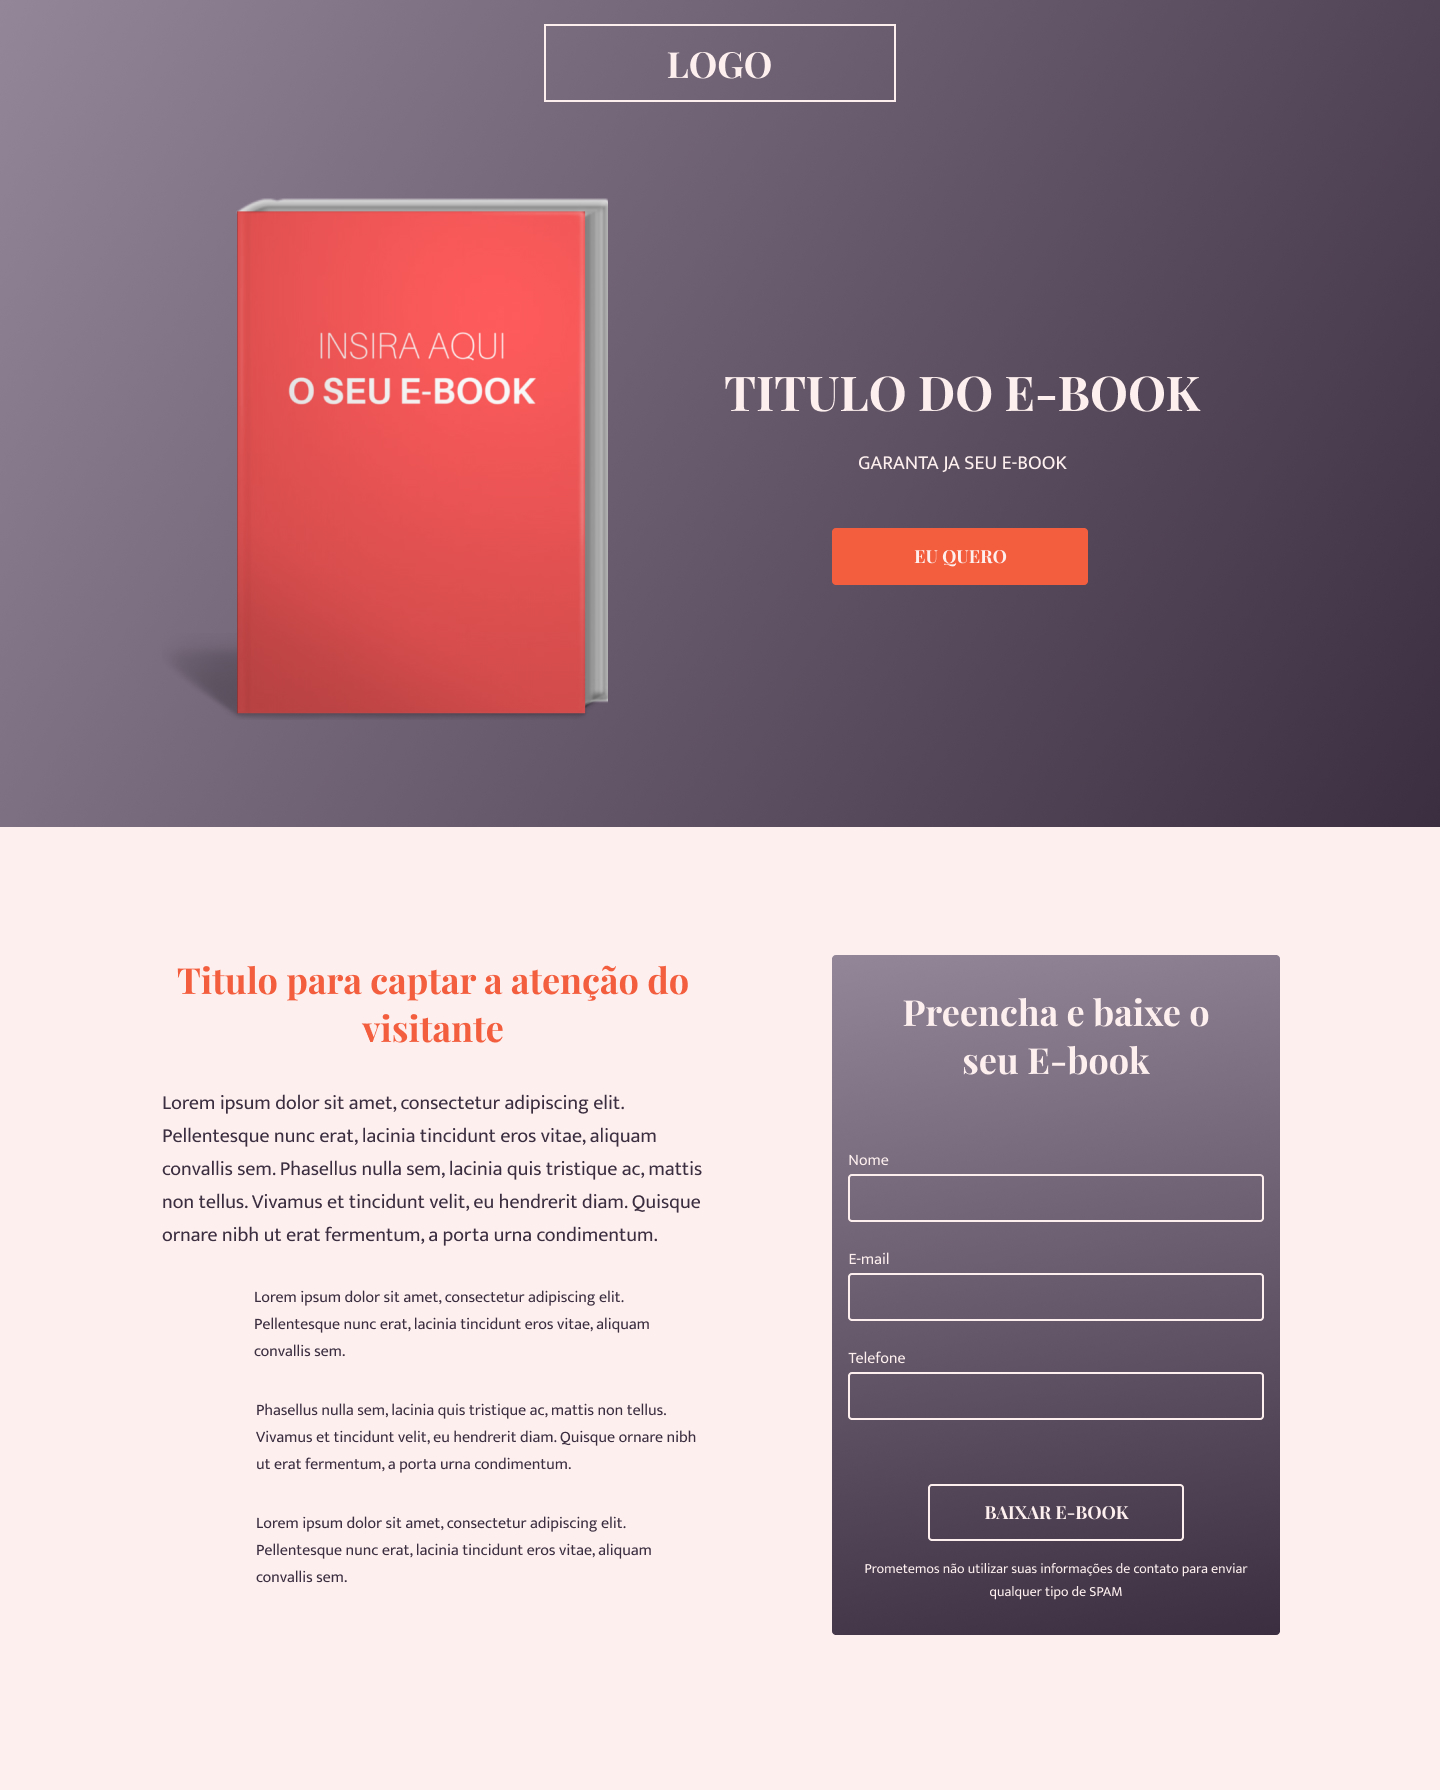 LOGO
INSIRA AQUI
O SEU E-BOOK
TITULO DO E-BOOK
GARANTA JA SEU E-BOOK
EU QUERO
Titulo para captar a atenção do
visitante
Lorem ipsum dolor sit amet, consectetur adipiscing elit.
Pellentesque nunc erat, lacinia tincidunt eros vitae, aliquam
convallis sem. Phasellus nulla sem, lacinia quis tristique ac, mattis
non tellus. Vivamus et tincidunt velit, eu hendrerit diam. Quisque
ornare nibh ut erat fermentum, a porta urna condimentum.
Lorem ipsum dolor sit amet, consectetur adipiscing elit.
Pellentesque nunc erat, lacinia tincidunt eros vitae, aliquam
convallis sem.
Phasellus nulla sem, lacinia quis tristique ac, mattis non tellus.
Vivamus et tincidunt velit, eu hendrerit diam. Quisque ornare nibh
ut erat fermentum, a porta urna condimentum.
Lorem ipsum dolor sit amet, consectetur adipiscing elit.
Pellentesque nunc erat, lacinia tincidunt eros vitae, aliquam
convallis sem.
Preencha e baixe o
seu E-book
Nome
E-mail
Telefone
BAIXAR E-BOOK
Prometemos não utilizar suas informações de contato para enviar
qualquer tipo de SPAM